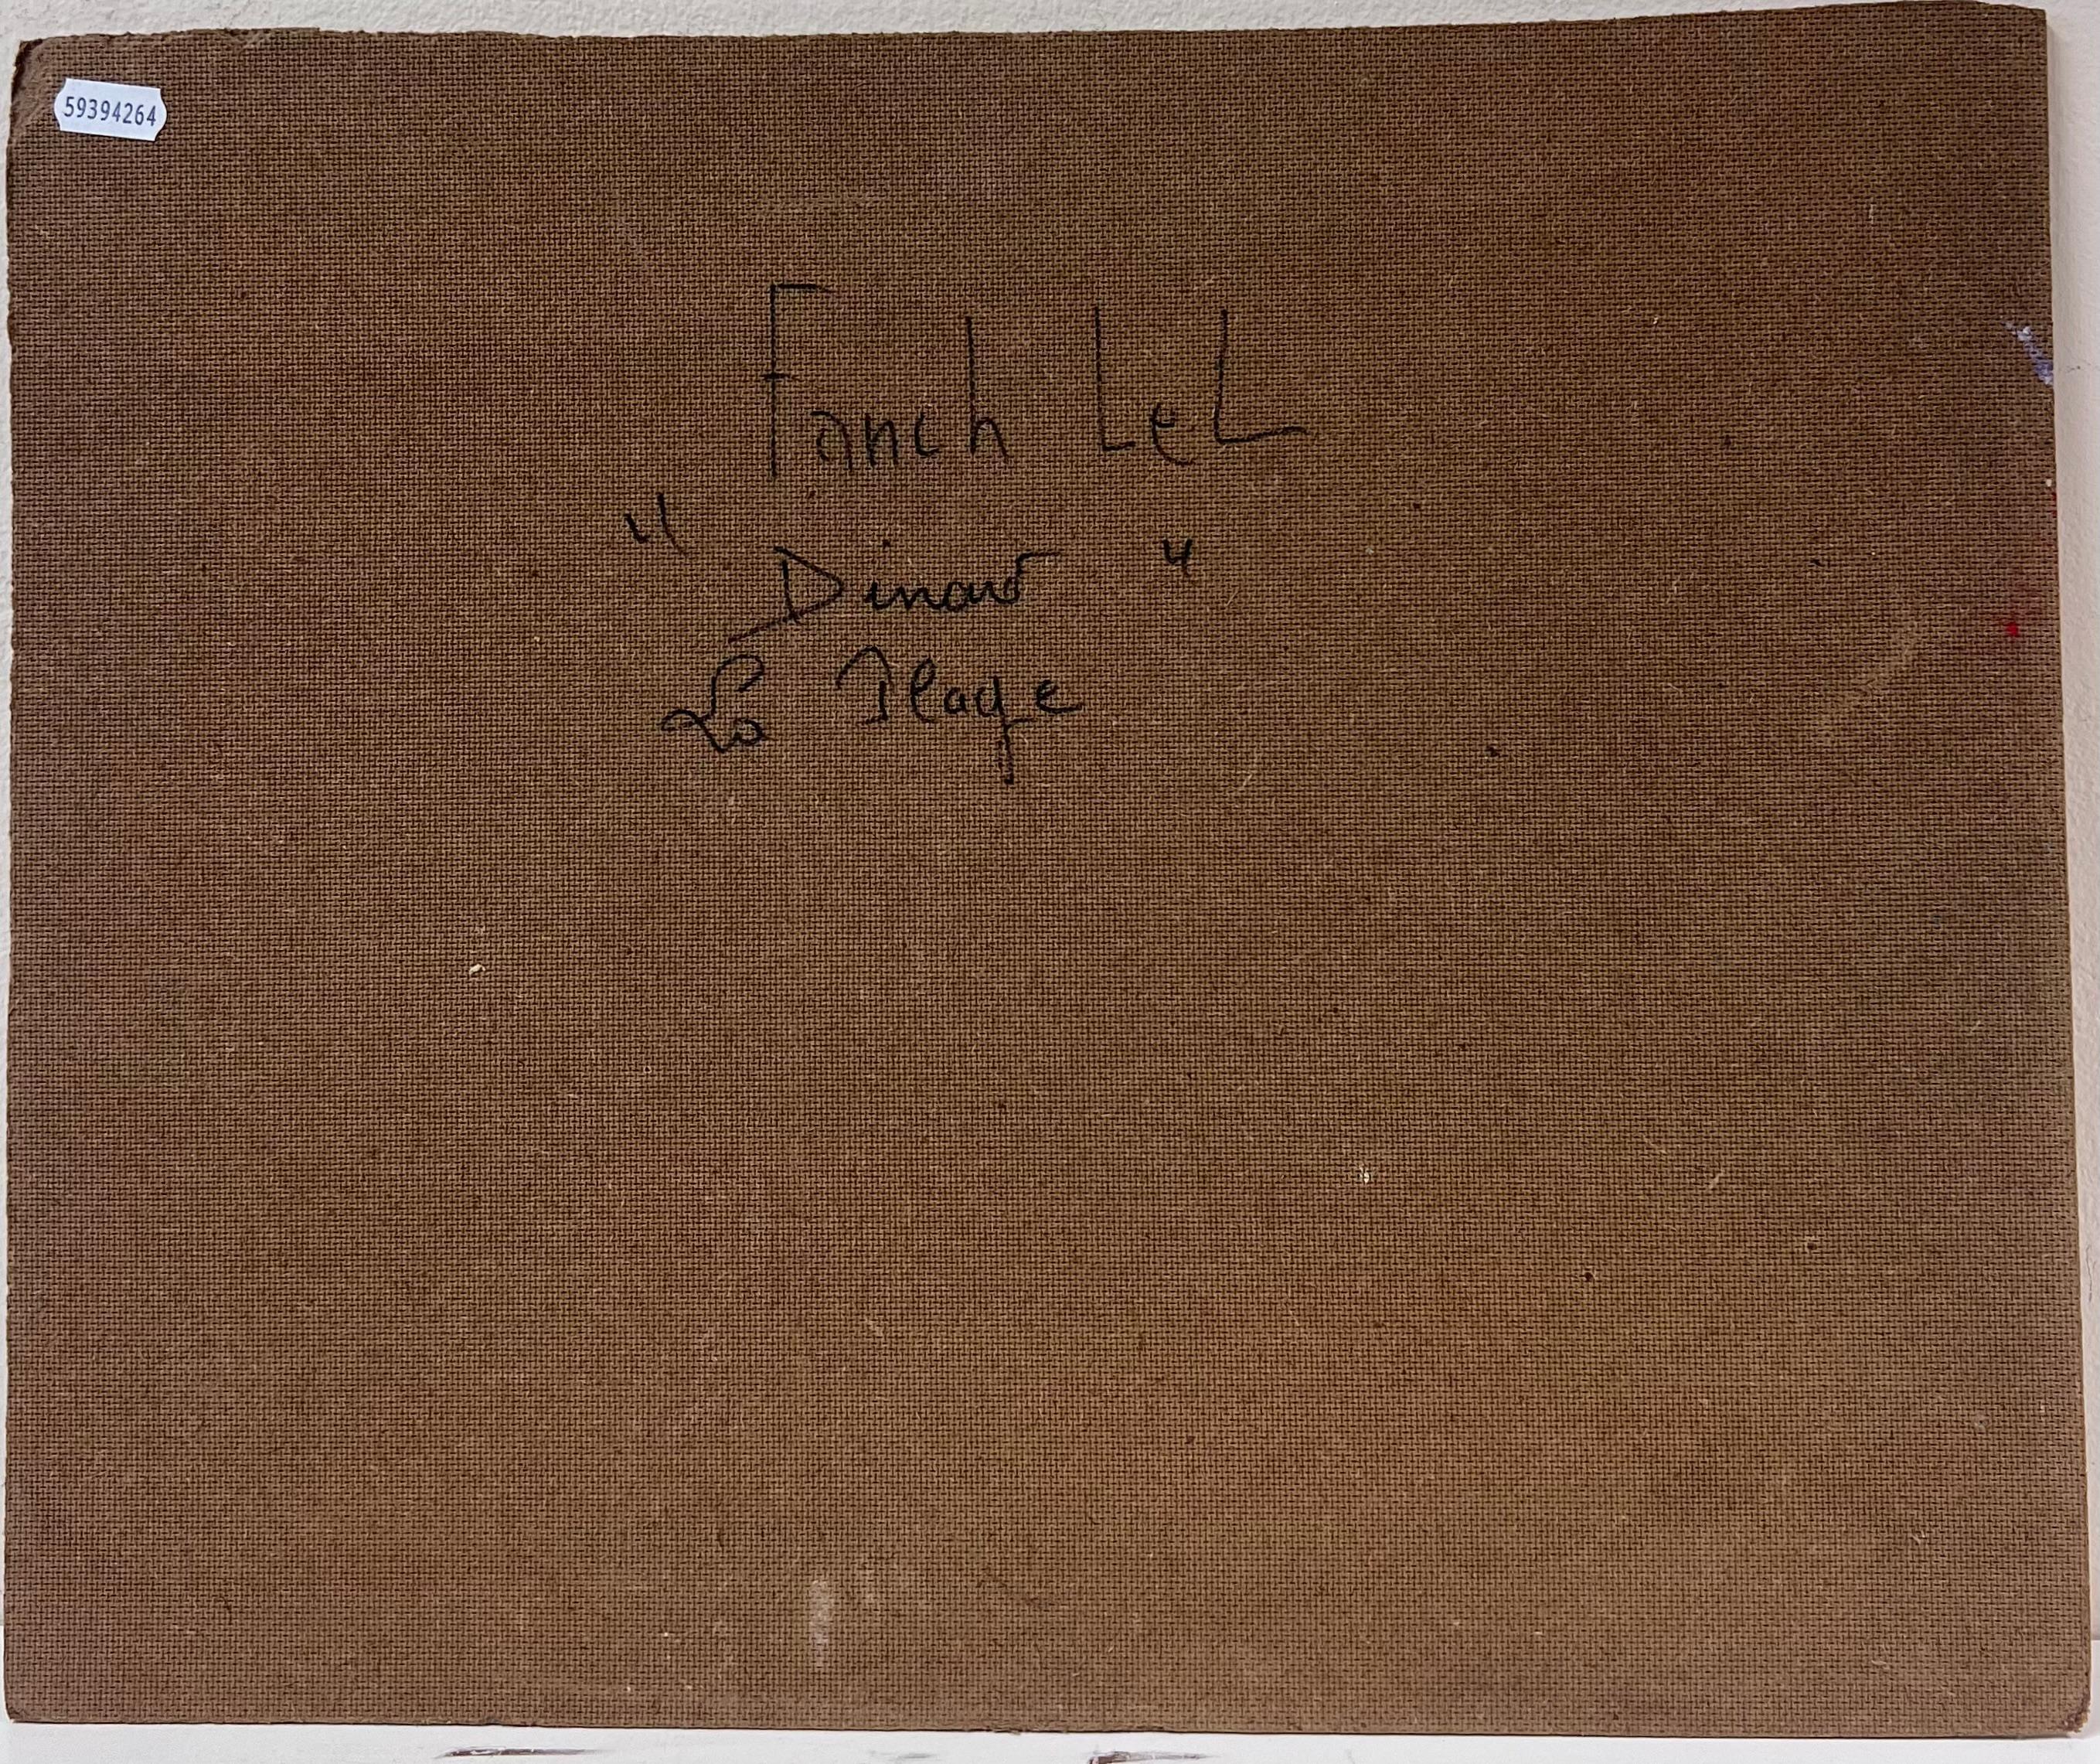 59394264
Fanch LeL
" Dinard "
La Plage